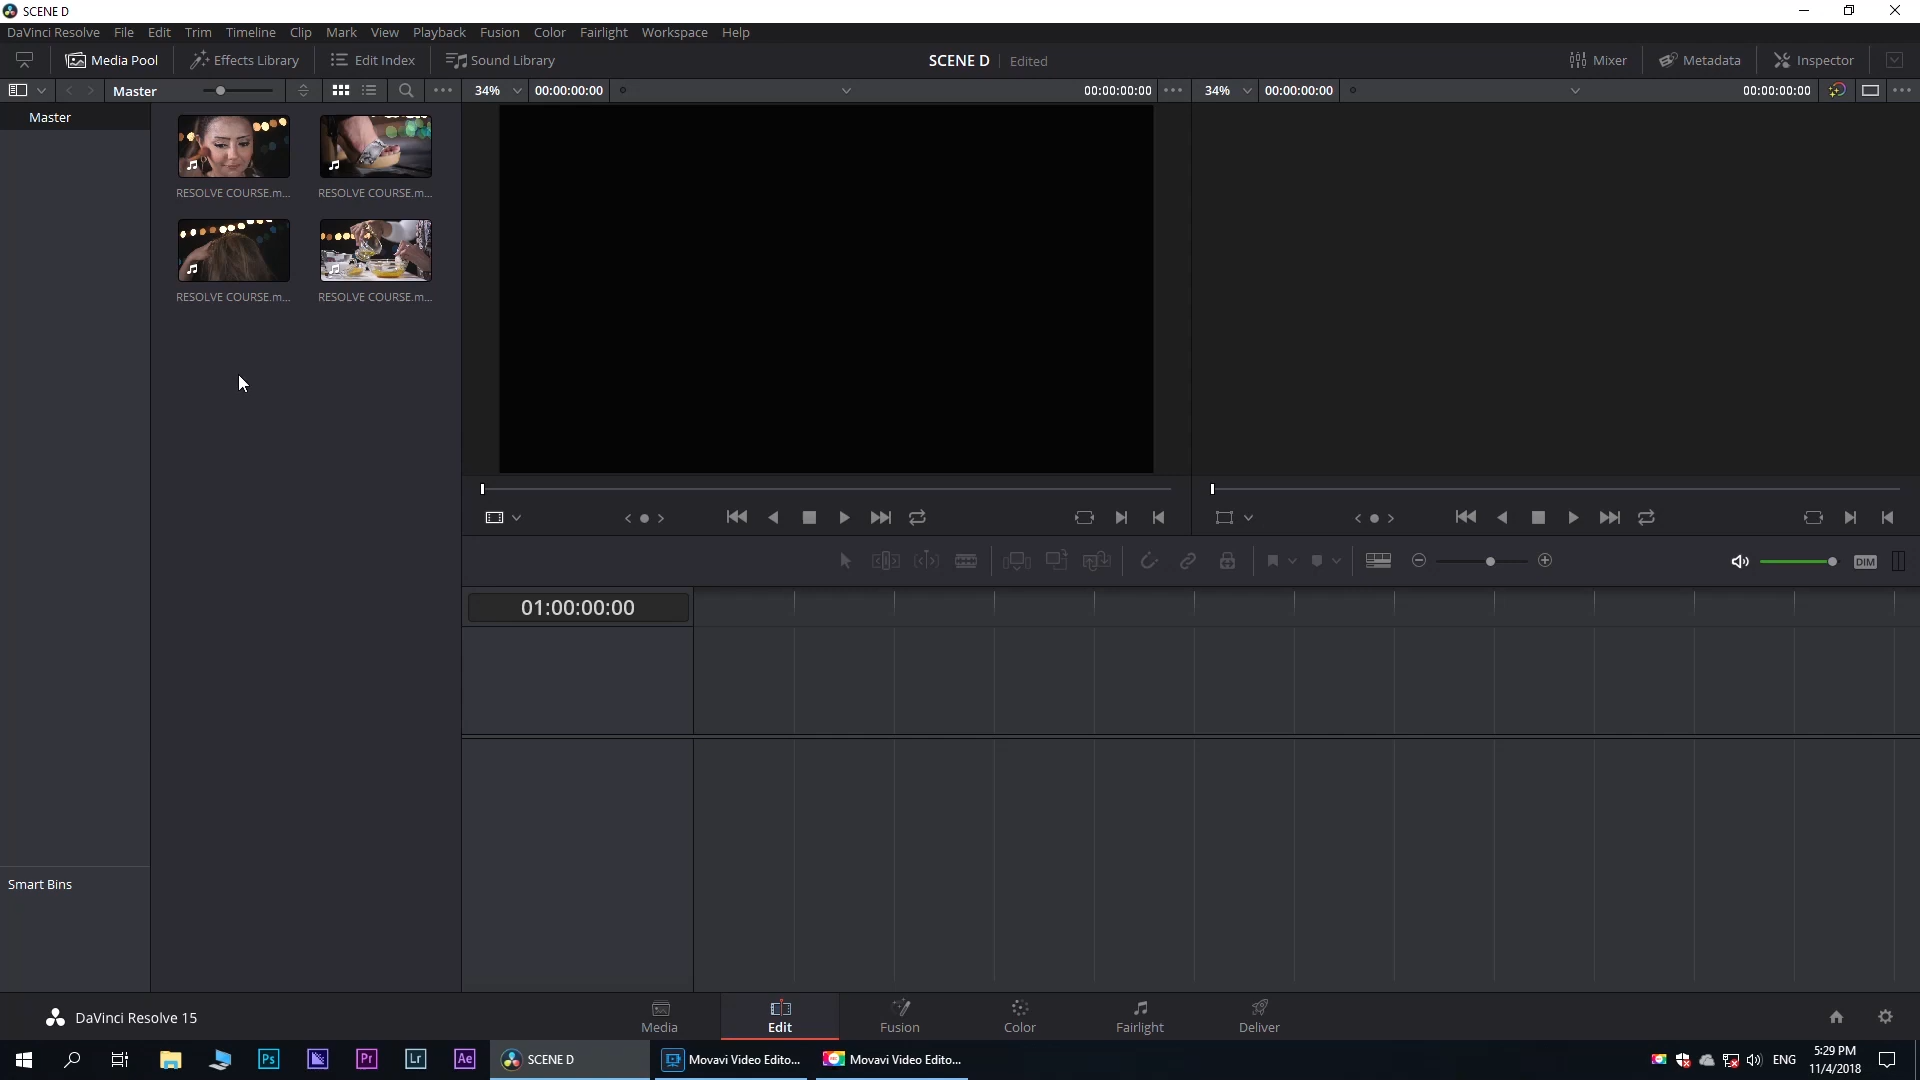 SCENE D
DaVinci Resolve File Edit Trim Timeline Clip Mark View Playback Fusion Color Fairlight Workspace Help
Media Pool Effects Library Edit Index Sound Library SCENE D Edited Mixer Metadata Inspector
Master 34% 00:00:00:00 00:00:00:00 34% 00:00:00:00 00:00:00:00
Master
RESOLVE COURSE.m... RESOLVE COURSE.m...
RESOLVE COURSE.m... RESOLVE COURSE.m...
DIM
01:00:00:00
Smart Bins
DaVinci Resolve 15 Media Edit Fusion Color Fairlight Deliver
Ps Pr Lr Ae SCENE D Movavi Video Edito... Movavi Video Edito... ENG 5:29 PM
11/4/2018